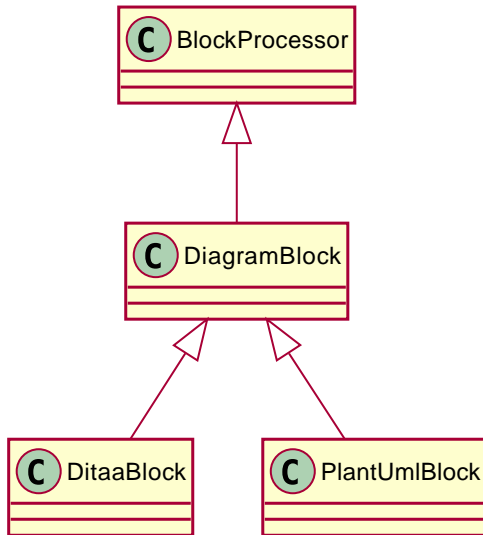 C BlockProcessor
C DiagramBlock
C DitaaBlock
C PlantUmlBlock